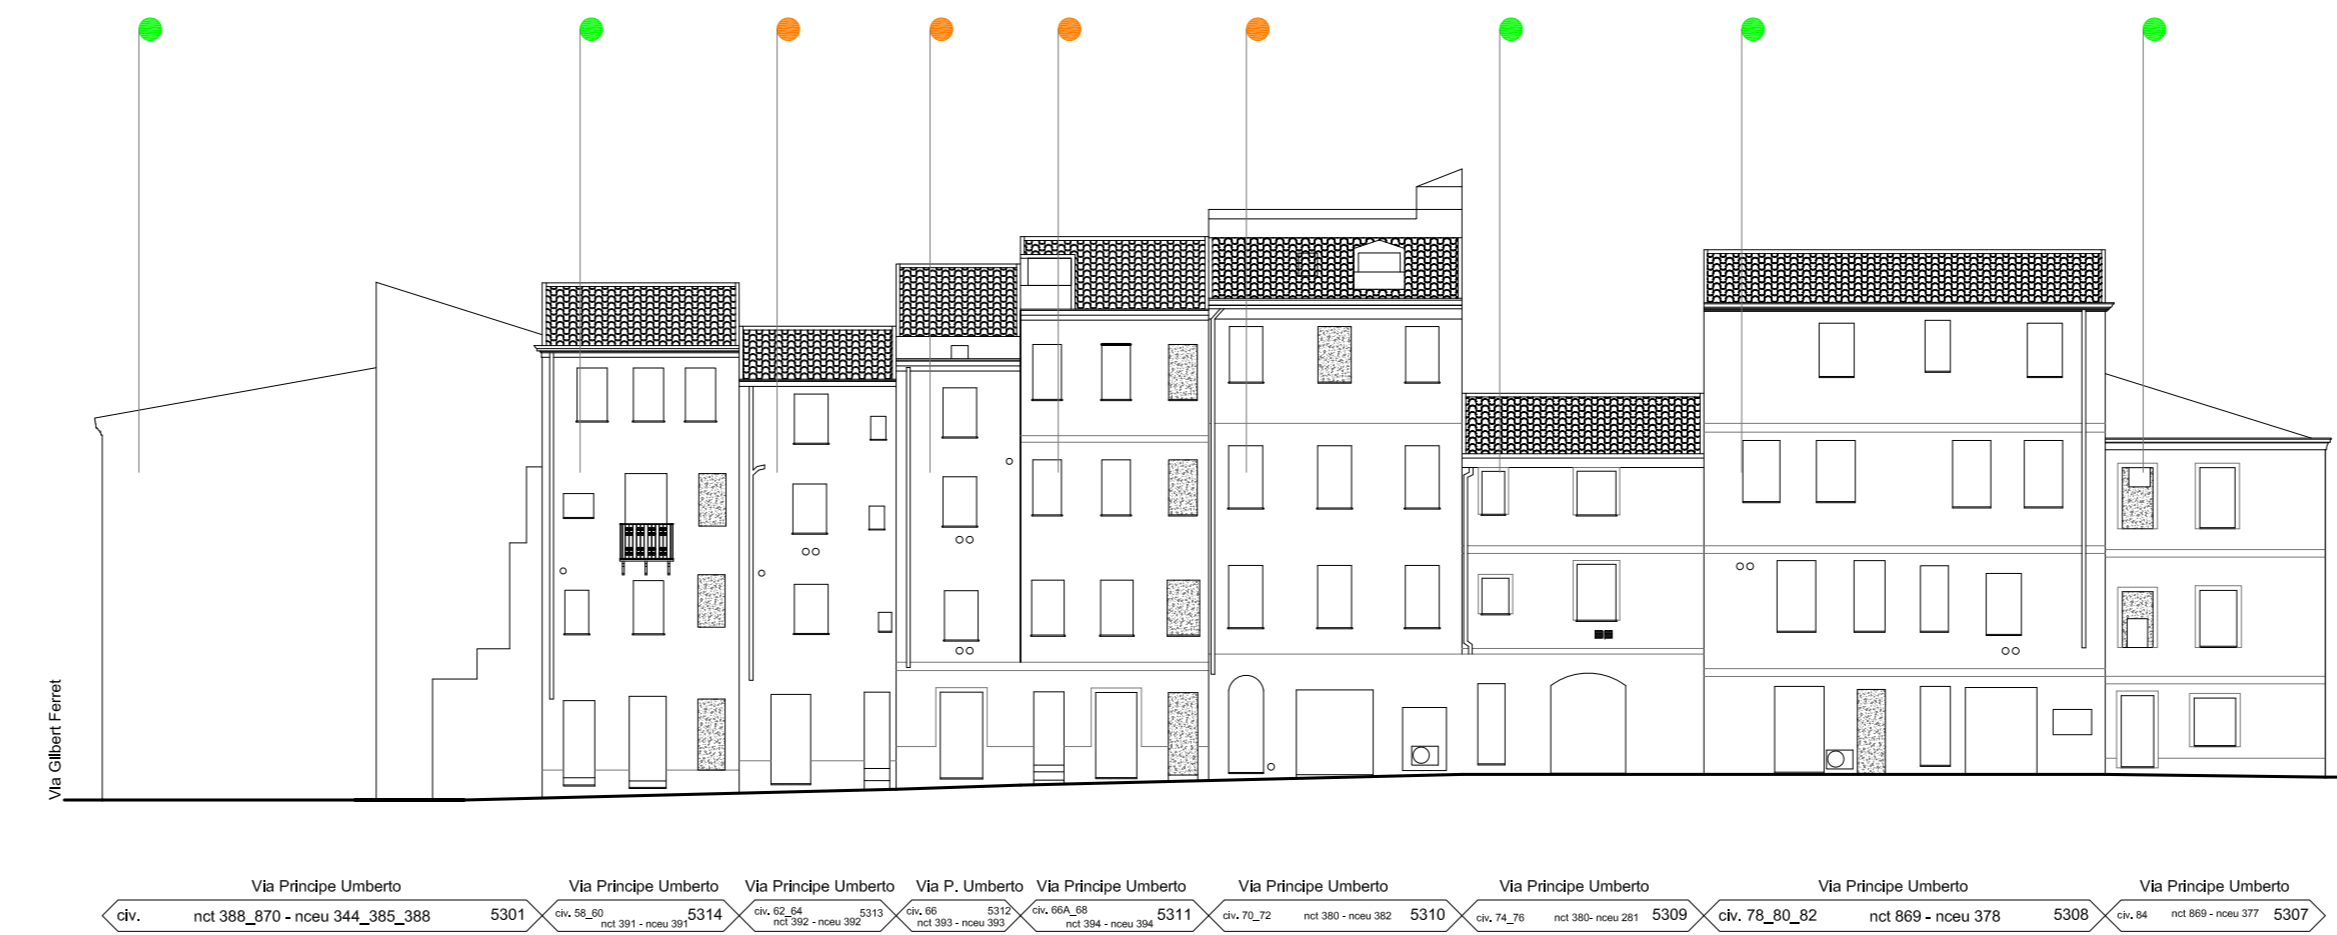 Via Gilbert Ferret
Via Principe Umberto
civ. nct 388_870 - nceu 344_385_388 5301
Via Principe Umberto
civ. 58_60 5314
nct 391 - nceu 391
Via Principe Umberto
civ. 62_64 5313
nct 392 - nceu 392
Via P. Umberto
civ. 66 5312
nct 393 - nceu 393
Via Principe Umberto
civ. 66A_68 5311
nct 394 - nceu 394
Via Principe Umberto
civ. 70_72 nct 380 - nceu 382 5310
Via Principe Umberto
civ. 74_76 nct 380- nceu 281 5309
Via Principe Umberto
civ. 78_80_82 nct 869 - nceu 378 5308
Via Principe Umberto
civ. 84 nct 869 - nceu 377 5307